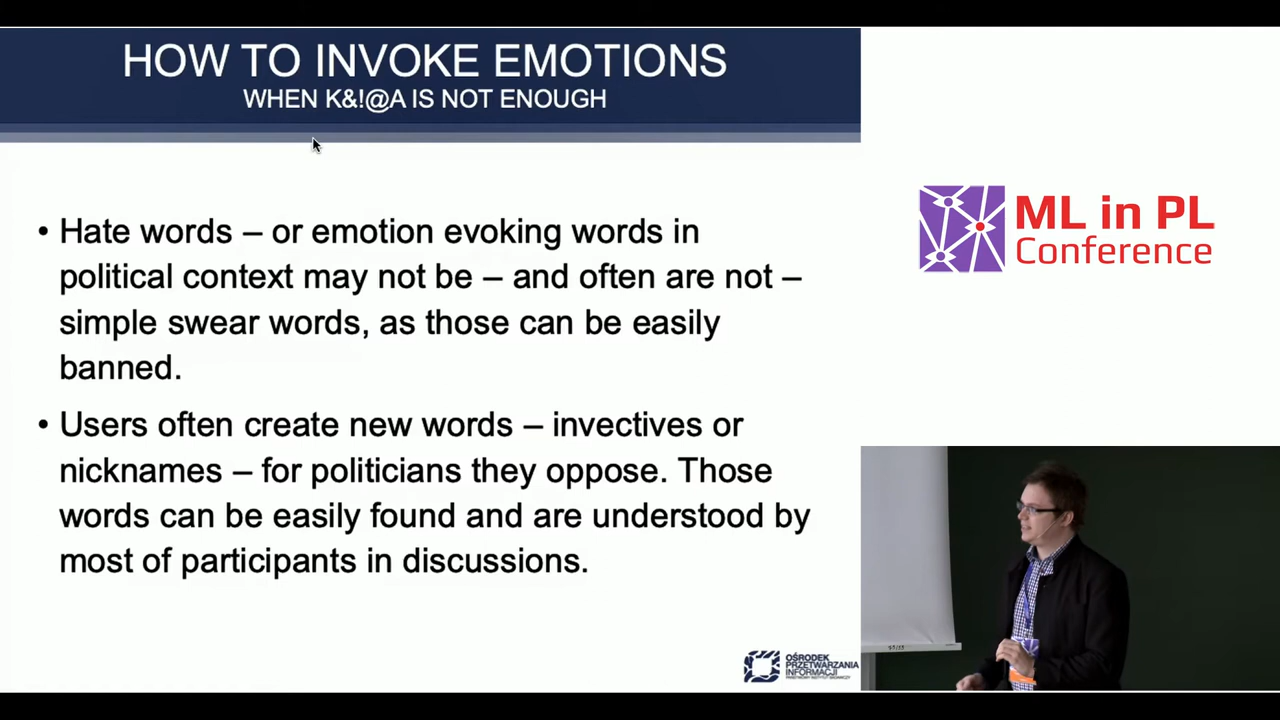 HOW TO INVOKE EMOTIONS
WHEN K&!@A IS NOT ENOUGH
• Hate words – or emotion evoking words in
political context may not be – and often are not –
simple swear words, as those can be easily
banned.
• Users often create new words – invectives or
nicknames – for politicians they oppose. Those
words can be easily found and are understood by
most of participants in discussions.
ML in PL
Conference
OŚRODEK
PRZETWARZANIA
INFORMACJI
PAŃSTWOWY INSTYTUT BADAWCZY